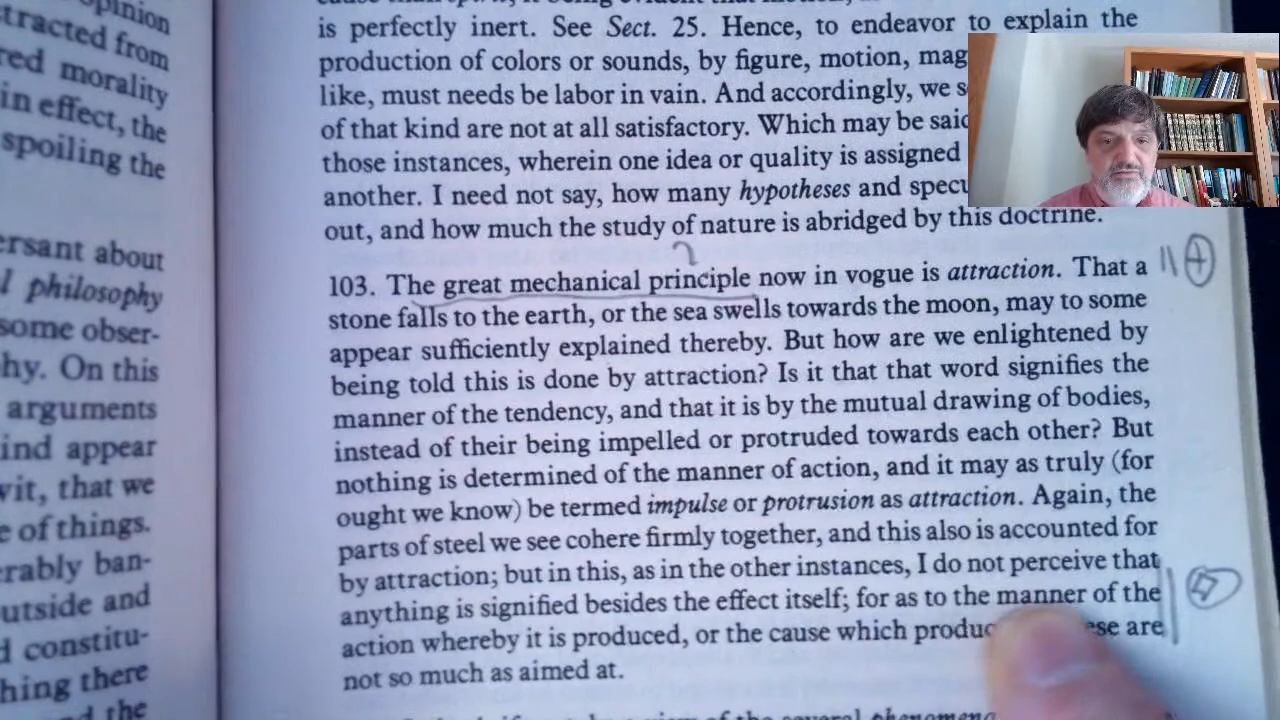 opinion
tracted from
red morality
in effect, the
spoiling the
ersant about
l philosophy
some obser-
hy. On this
arguments
ind appear
wit, that we
e of things.
erably ban-
utside and
d constitu-
hing there
and the
is perfectly inert. See Sect. 25. Hence, to endeavor to explain the
production of colors or sounds, by figure, motion, mag
like, must needs be labor in vain. And accordingly, we s
of that kind are not at all satisfactory. Which may be said
those instances, wherein one idea or quality is assigned
another. I need not say, how many hypotheses and specu
out, and how much the study of nature is abridged by this doctrine.
103. The great mechanical principle now in vogue is attraction. That a
stone falls to the earth, or the sea swells towards the moon, may to some
appear sufficiently explained thereby. But how are we enlightened by
being told this is done by attraction? Is it that that word signifies the
manner of the tendency, and that it is by the mutual drawing of bodies,
instead of their being impelled or protruded towards each other? But
nothing is determined of the manner of action, and it may as truly (for
ought we know) be termed impulse or protrusion as attraction. Again, the
parts of steel we see cohere firmly together, and this also is accounted for
by attraction; but in this, as in the other instances, I do not perceive that
anything is signified besides the effect itself; for as to the manner of the
action whereby it is produced, or the cause which produc ese are
not so much as aimed at.